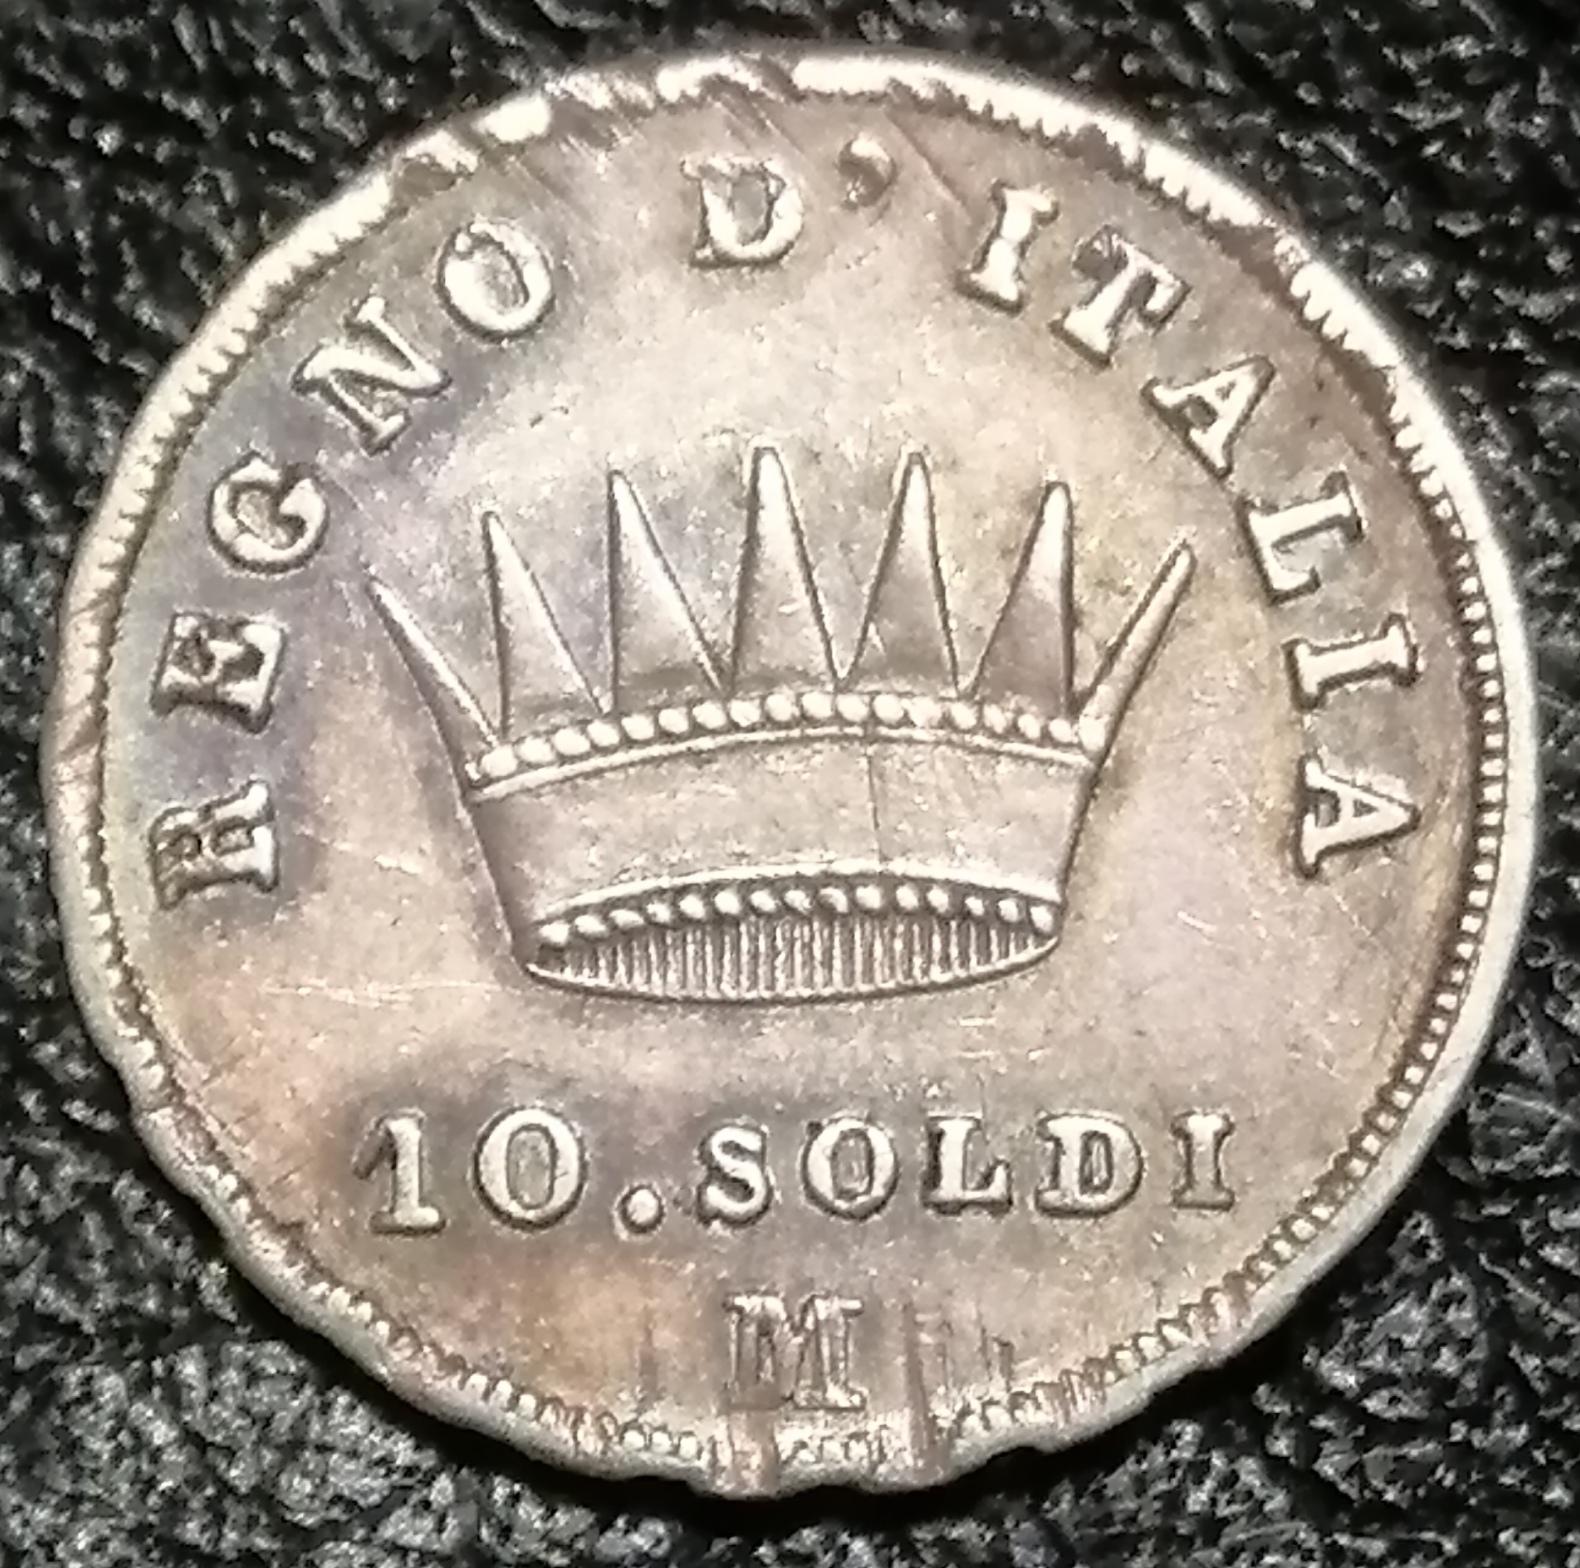 REGNO D'ITALIA
10.SOLDI
M